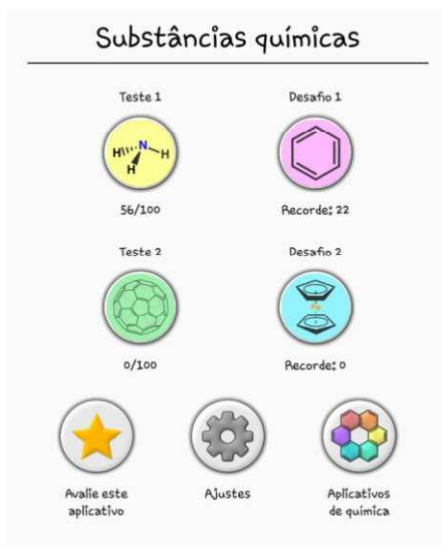 Substâncias químicas
Teste 1
Desafio 1
H N H
H
56/100
Recorde: 22
Teste 2
Desafio 2
Fe
0/100
Recorde: 0
Avalie este
aplicativo
Ajustes
Aplicativos
de química